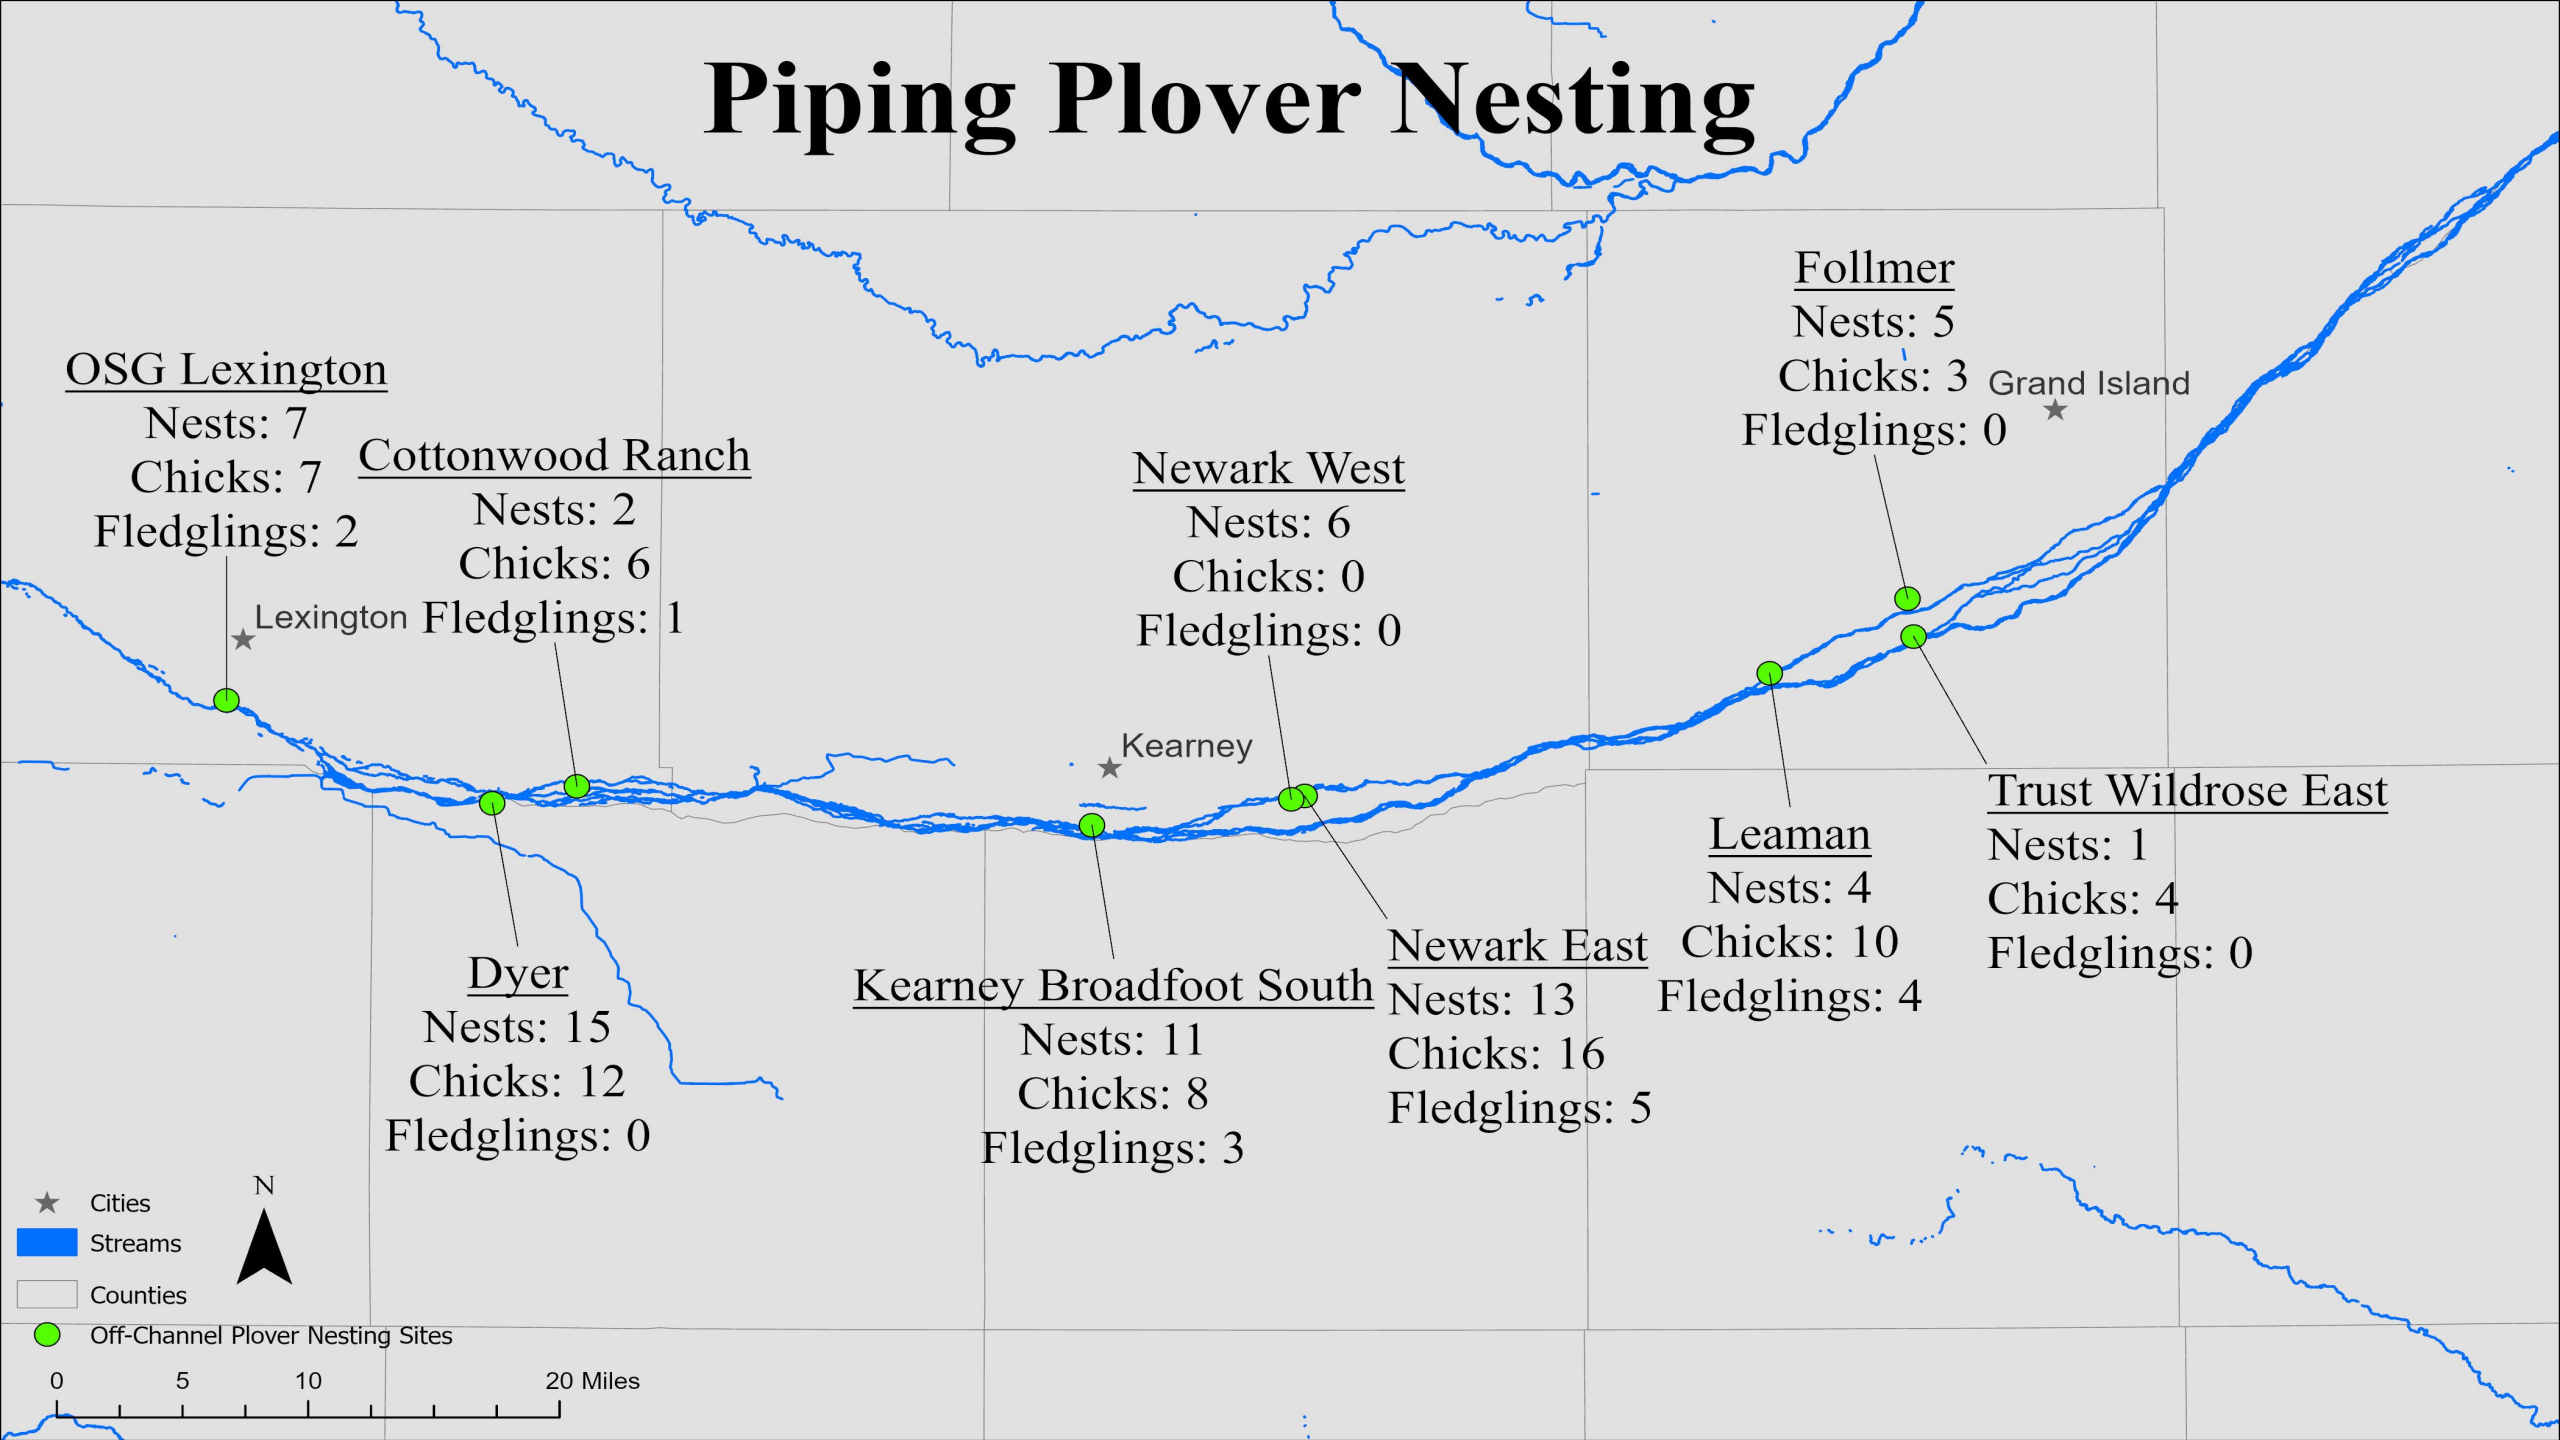 Piping Plover Nesting
OSG Lexington
Nests: 7
Chicks: 7
Fledglings: 2
Cottonwood Ranch
Nests: 2
Chicks: 6
Fledglings: 1
Newark West
Nests: 6
Chicks: 0
Fledglings: 0
Follmer
Nests: 5
Chicks: 3
Fledglings: 0
Grand Island
Lexington
Kearney
Dyer
Nests: 15
Chicks: 12
Fledglings: 0
Kearney Broadfoot South
Nests: 11
Chicks: 8
Fledglings: 3
Newark East
Nests: 13
Chicks: 16
Fledglings: 5
Leaman
Nests: 4
Chicks: 10
Fledglings: 4
Trust Wildrose East
Nests: 1
Chicks: 4
Fledglings: 0
N
Cities
Streams
Counties
Off-Channel Plover Nesting Sites
0 5 10 20 Miles